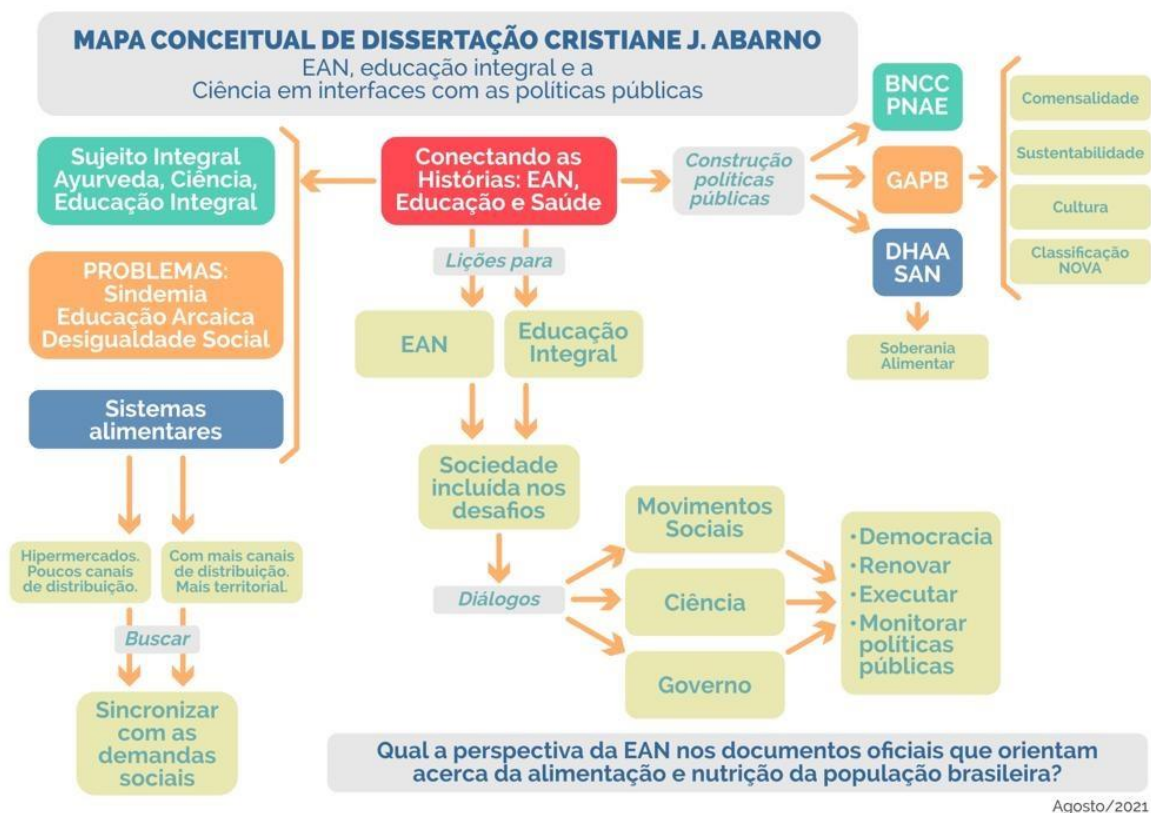 MAPA CONCEITUAL DE DISSERTAÇÃO CRISTIANE J. ABARNO
EAN, educação integral e a
Ciência em interfaces com as políticas públicas
Sujeito Integral
Ayurveda, Ciência,
Educação Integral
PROBLEMAS:
Sindemia
Educação Arcaica
Desigualdade Social
Sistemas
alimentares
Hipermercados.
Poucos canais
de distribuição.
Com mais canais
de distribuição.
Mais territorial.
Buscar
Sincronizar
com as
demandas
sociais
Conectando as
Histórias: EAN,
Educação e Saúde
Lições para
EAN
Educação
Integral
Sociedade
incluída nos
desafios
Diálogos
Movimentos
Sociais
Ciência
Governo
• Democracia
• Renovar
• Executar
• Monitorar
políticas
públicas
Construção
políticas
públicas
BNCC
PNAE
GAPB
DHAA
SAN
Soberania
Alimentar
Comensalidade
Sustentabilidade
Cultura
Classificação
NOVA
Qual a perspectiva da EAN nos documentos oficiais que orientam
acerca da alimentação e nutrição da população brasileira?
Agosto/2021